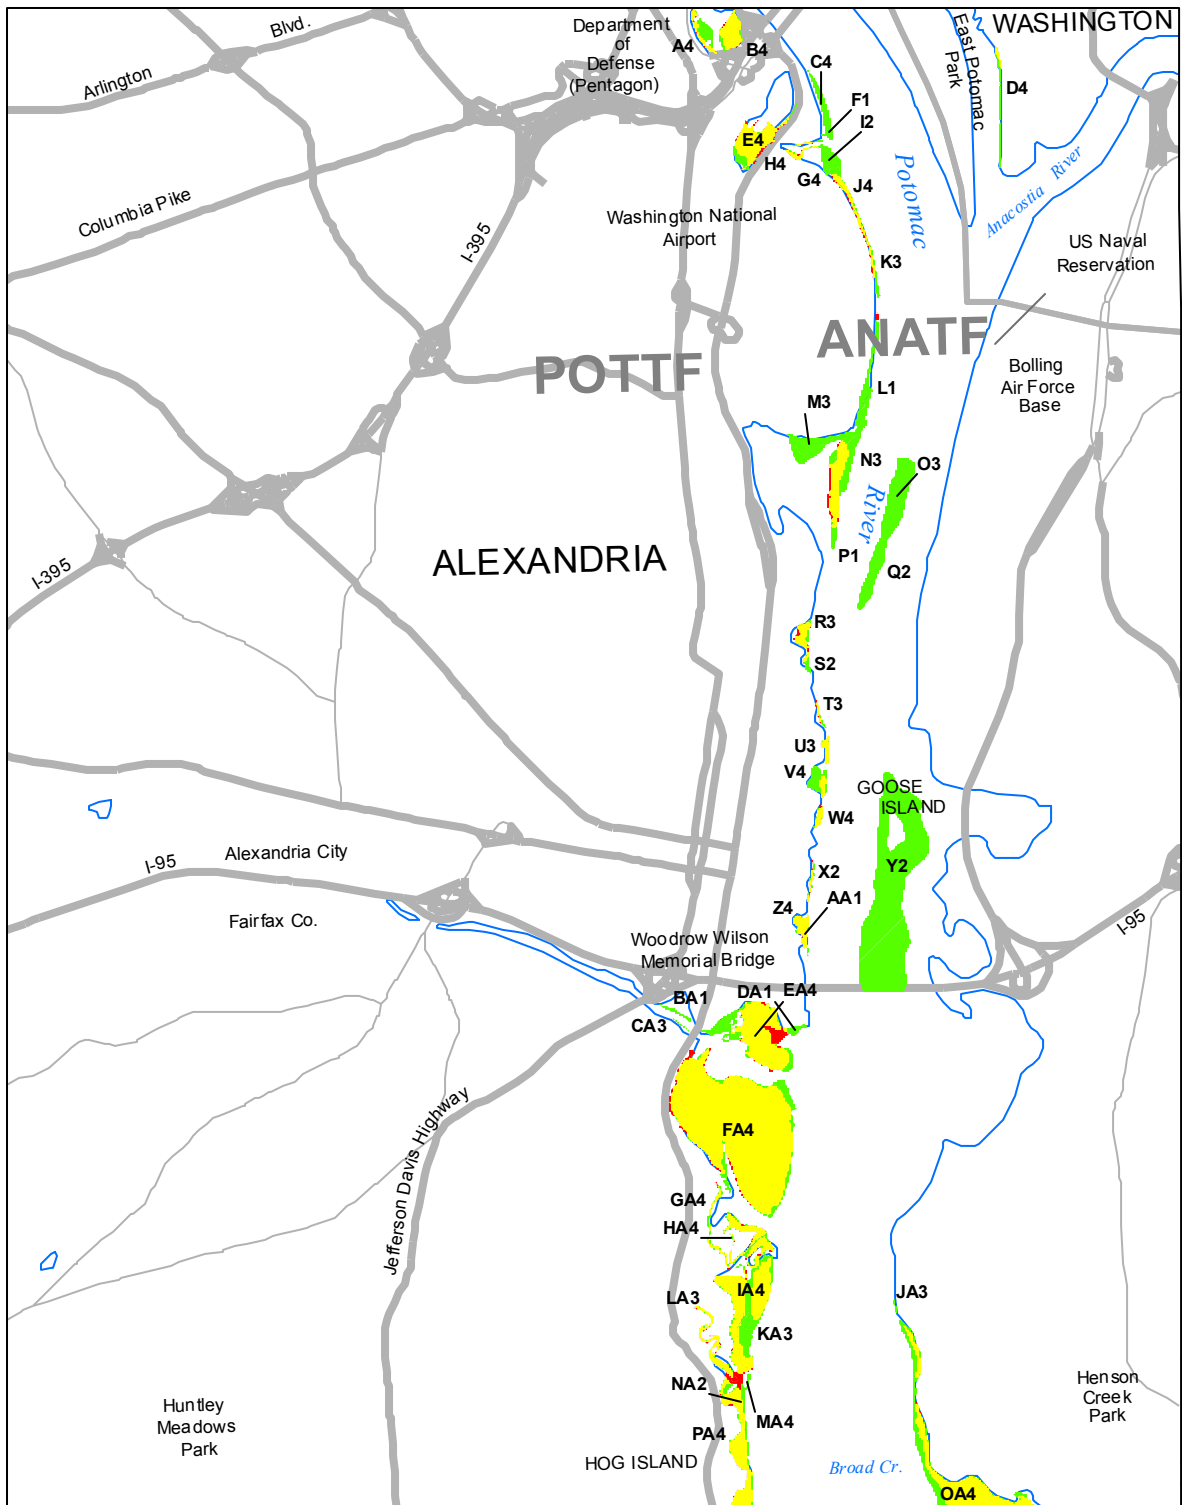 WASHINGTON
Blvd.
Department
of
Defense
(Pentagon)
A4
B4
East Potomac
Park
C4
Arlington
D4
F1
I2
E4
H4
G4
J4
Potomac
Anacostia River
Columbia Pike
Washington National
Airport
I-395
US Naval
Reservation
K3
ANATF
POTTF
Bolling
Air Force
Base
L1
M3
N3
O3
River
ALEXANDRIA
P1
Q2
I-395
R3
S2
T3
U3
V4
GOOSE
ISLAND
W4
I-95
Alexandria City
X2
Y2
AA1
Z4
Fairfax Co.
I-95
Woodrow Wilson
Memorial Bridge
BA1
DA1
EA4
CA3
Jefferson Davis Highway
FA4
GA4
HA4
IA4
JA3
LA3
KA3
NA2
MA4
Henson
Creek
Park
Huntley
Meadows
Park
PA4
HOG ISLAND
Broad Cr.
OA4